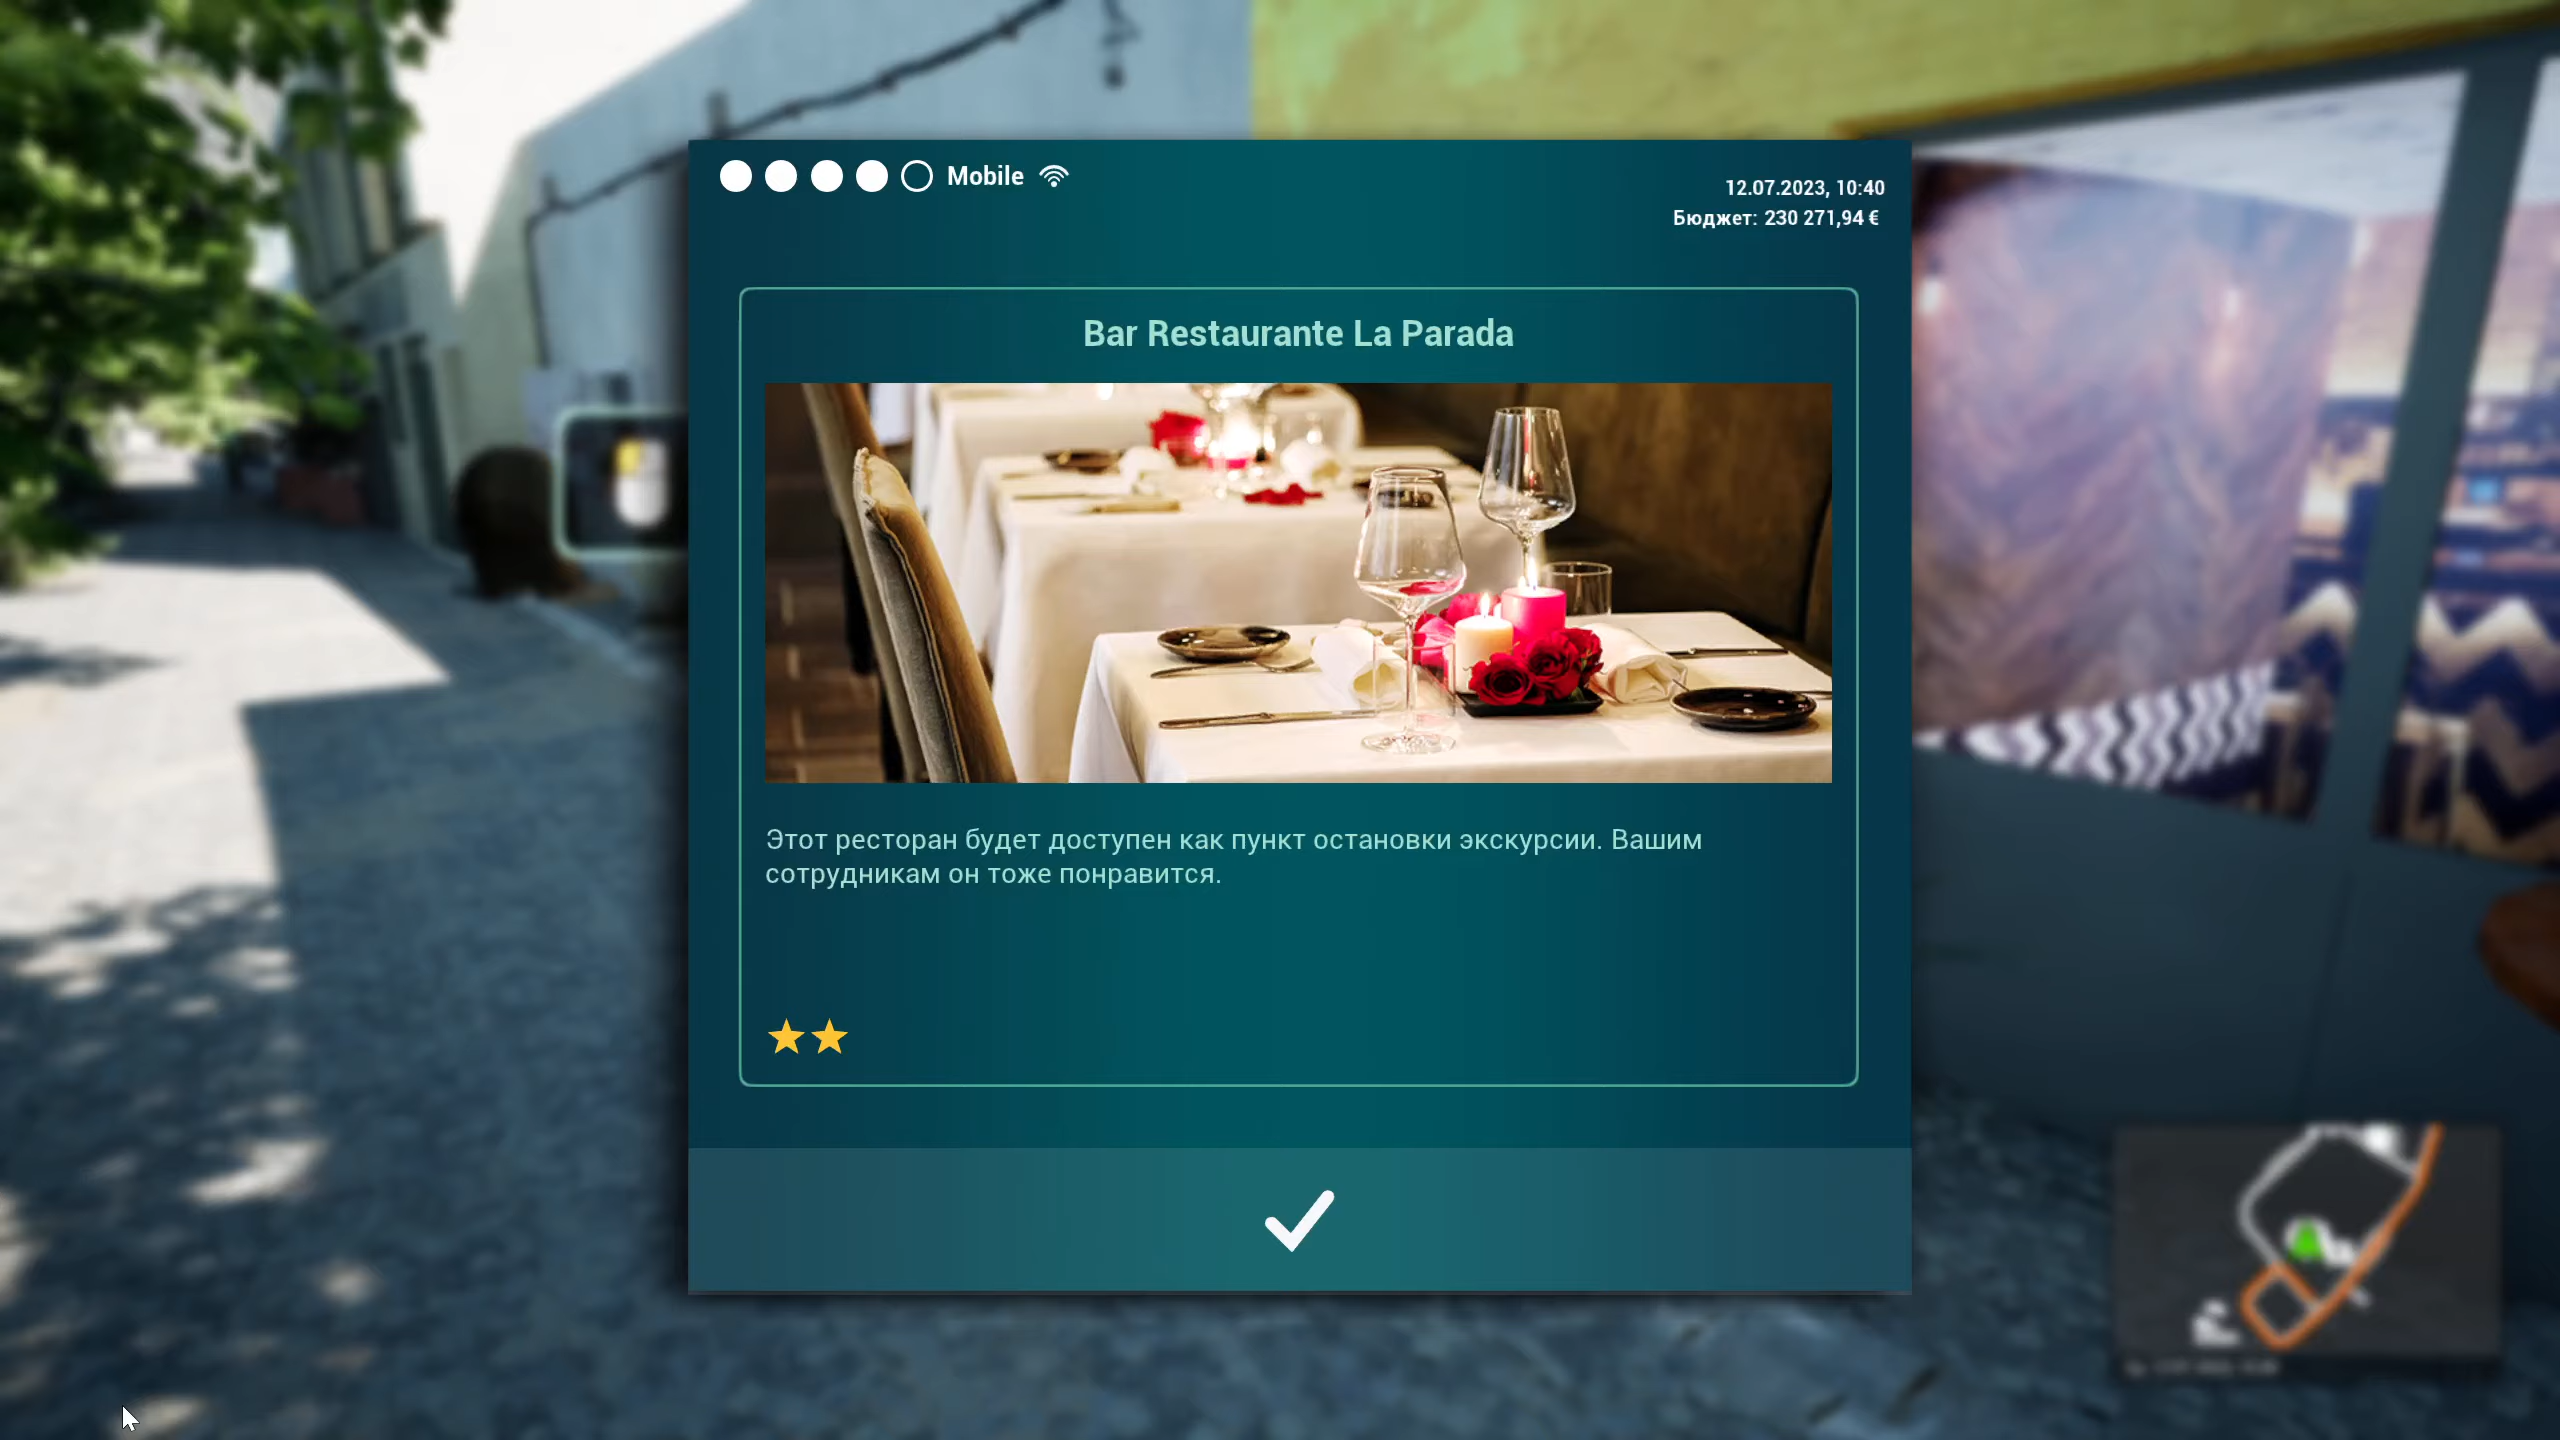 Mobile
12.07.2023, 10:40
Бюджет: 230 271,94 €
Bar Restaurante La Parada
Этот ресторан будет доступен как пункт остановки экскурсии. Вашим
сотрудникам он тоже понравится.